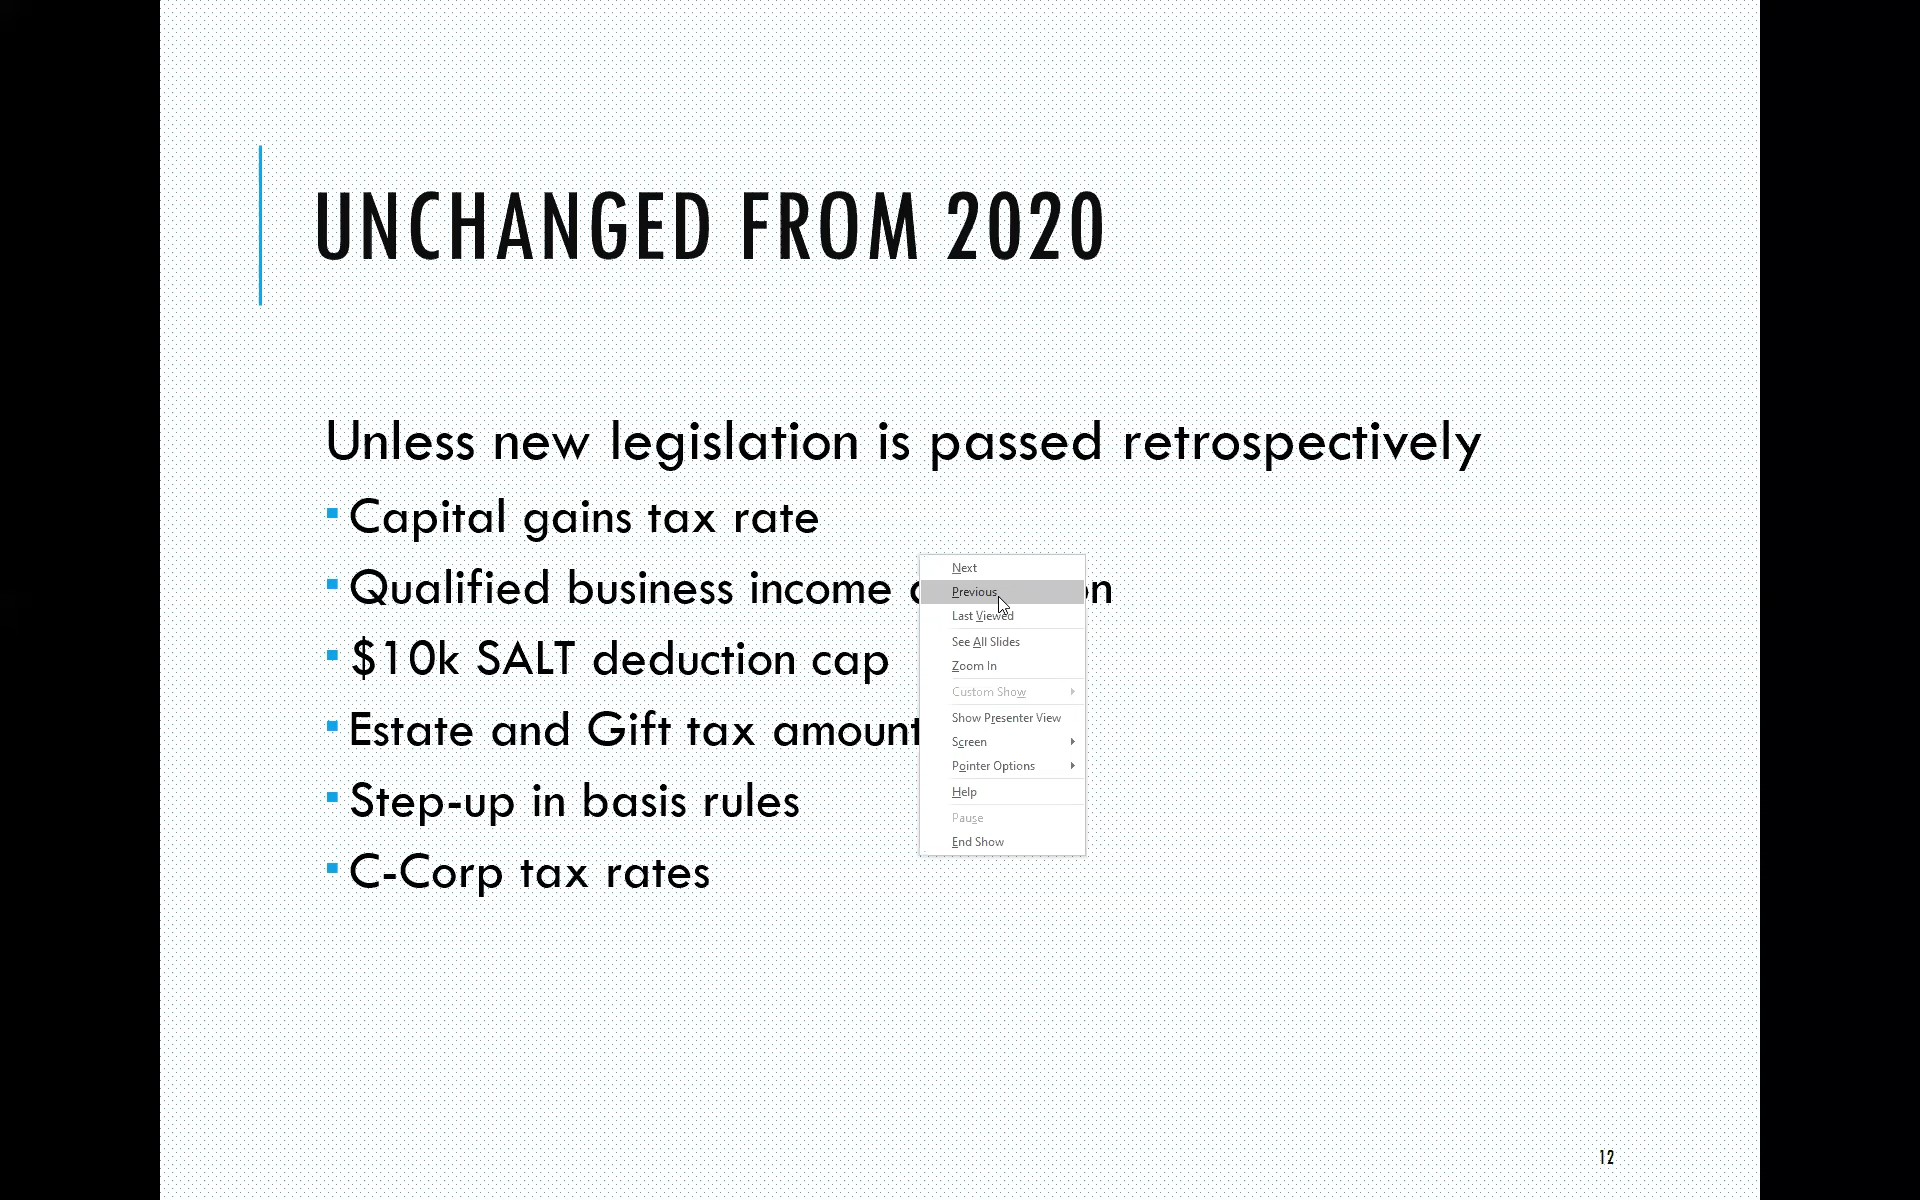 UNCHANGED FROM 2020
Unless new legislation is passed retrospectively
Capital gains tax rate
Qualified business income
$10k SALT deduction cap
Estate and Gift tax amount
Step-up in basis rules
C-Corp tax rates
Next
Previous
Last Viewed
See All Slides
Zoom In
Custom Show
Show Presenter View
Screen
Pointer Options
Help
Pause
End Show
12